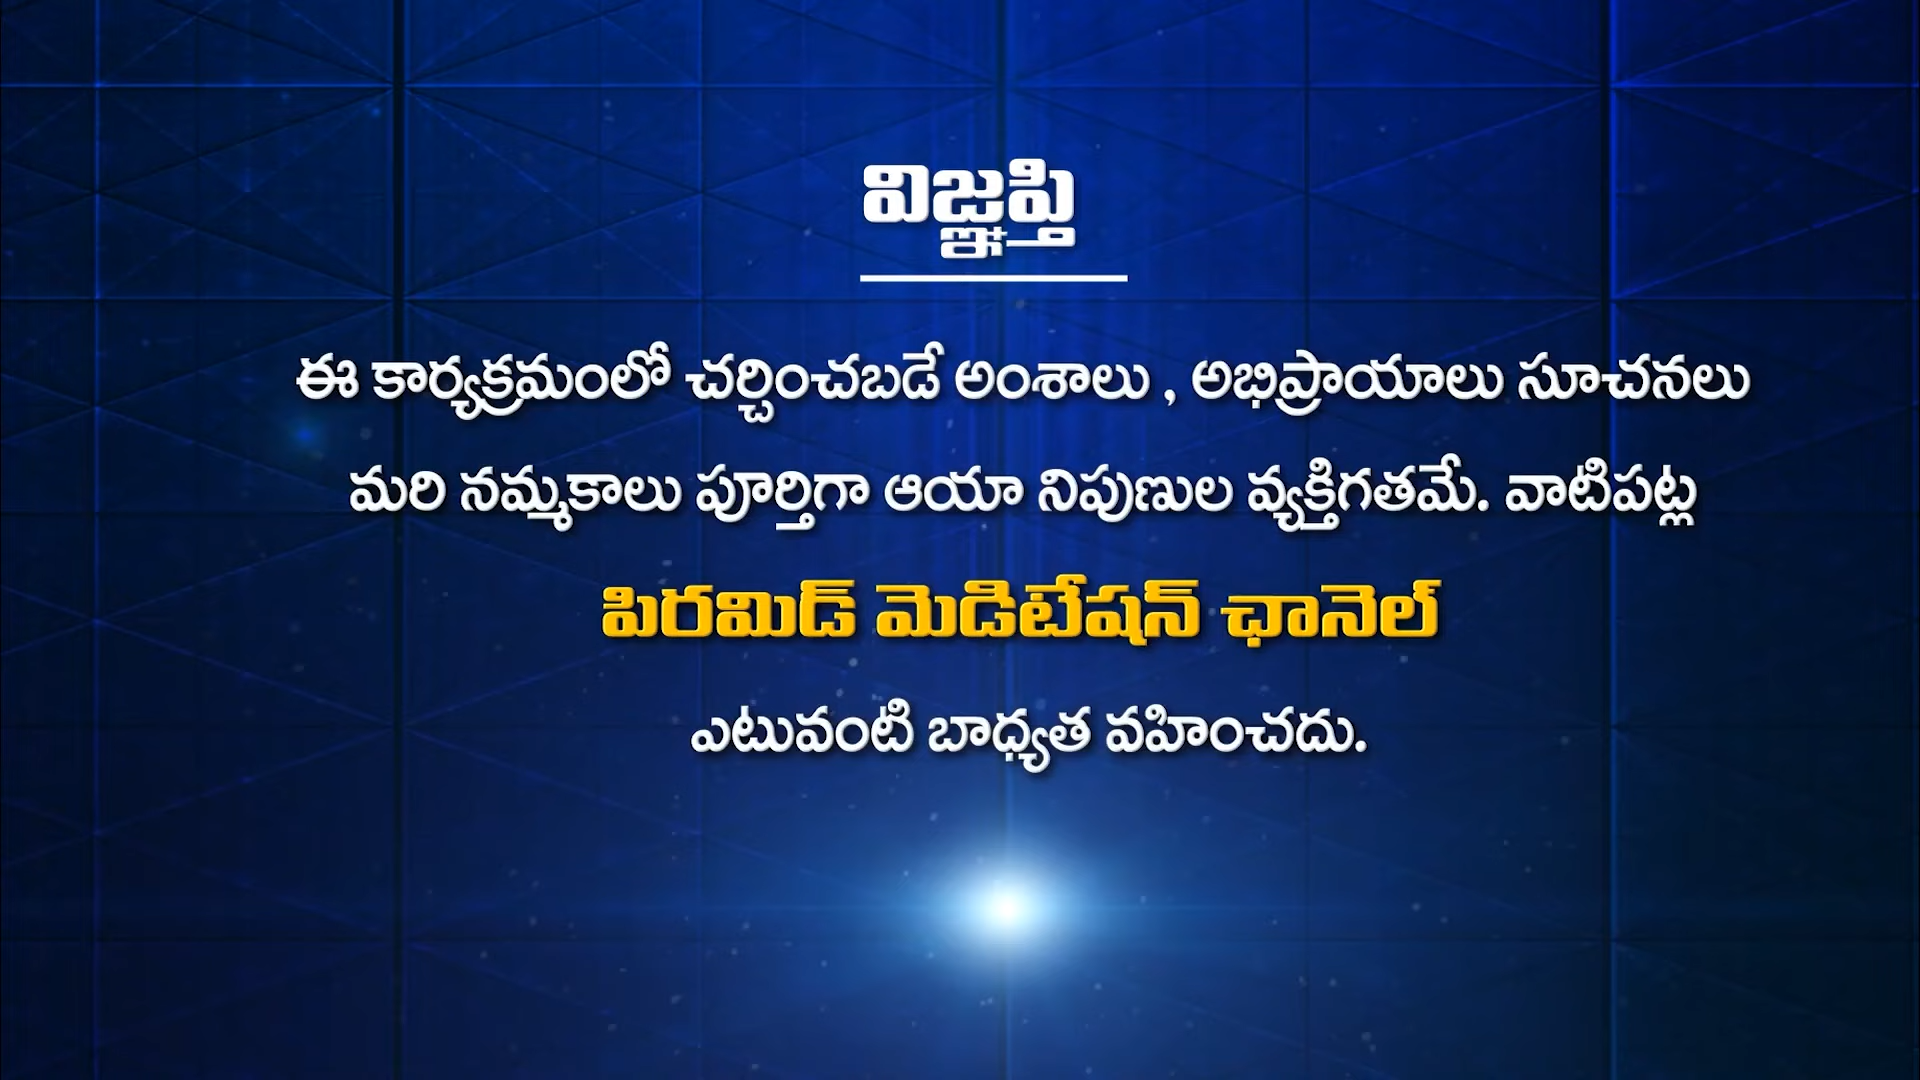 విజ్ఞప్తి
ఈ కార్యక్రమంలో చర్చించబడే అంశాలు , అభిప్రాయాలు సూచనలు
మరి నమ్మకాలు పూర్తిగా ఆయా నిపుణుల వ్యక్తిగతమే. వాటిపట్ల
పిరమిడ్ మెడిటేషన్ ఛానెల్
ఎటువంటి బాధ్యత వహించదు.